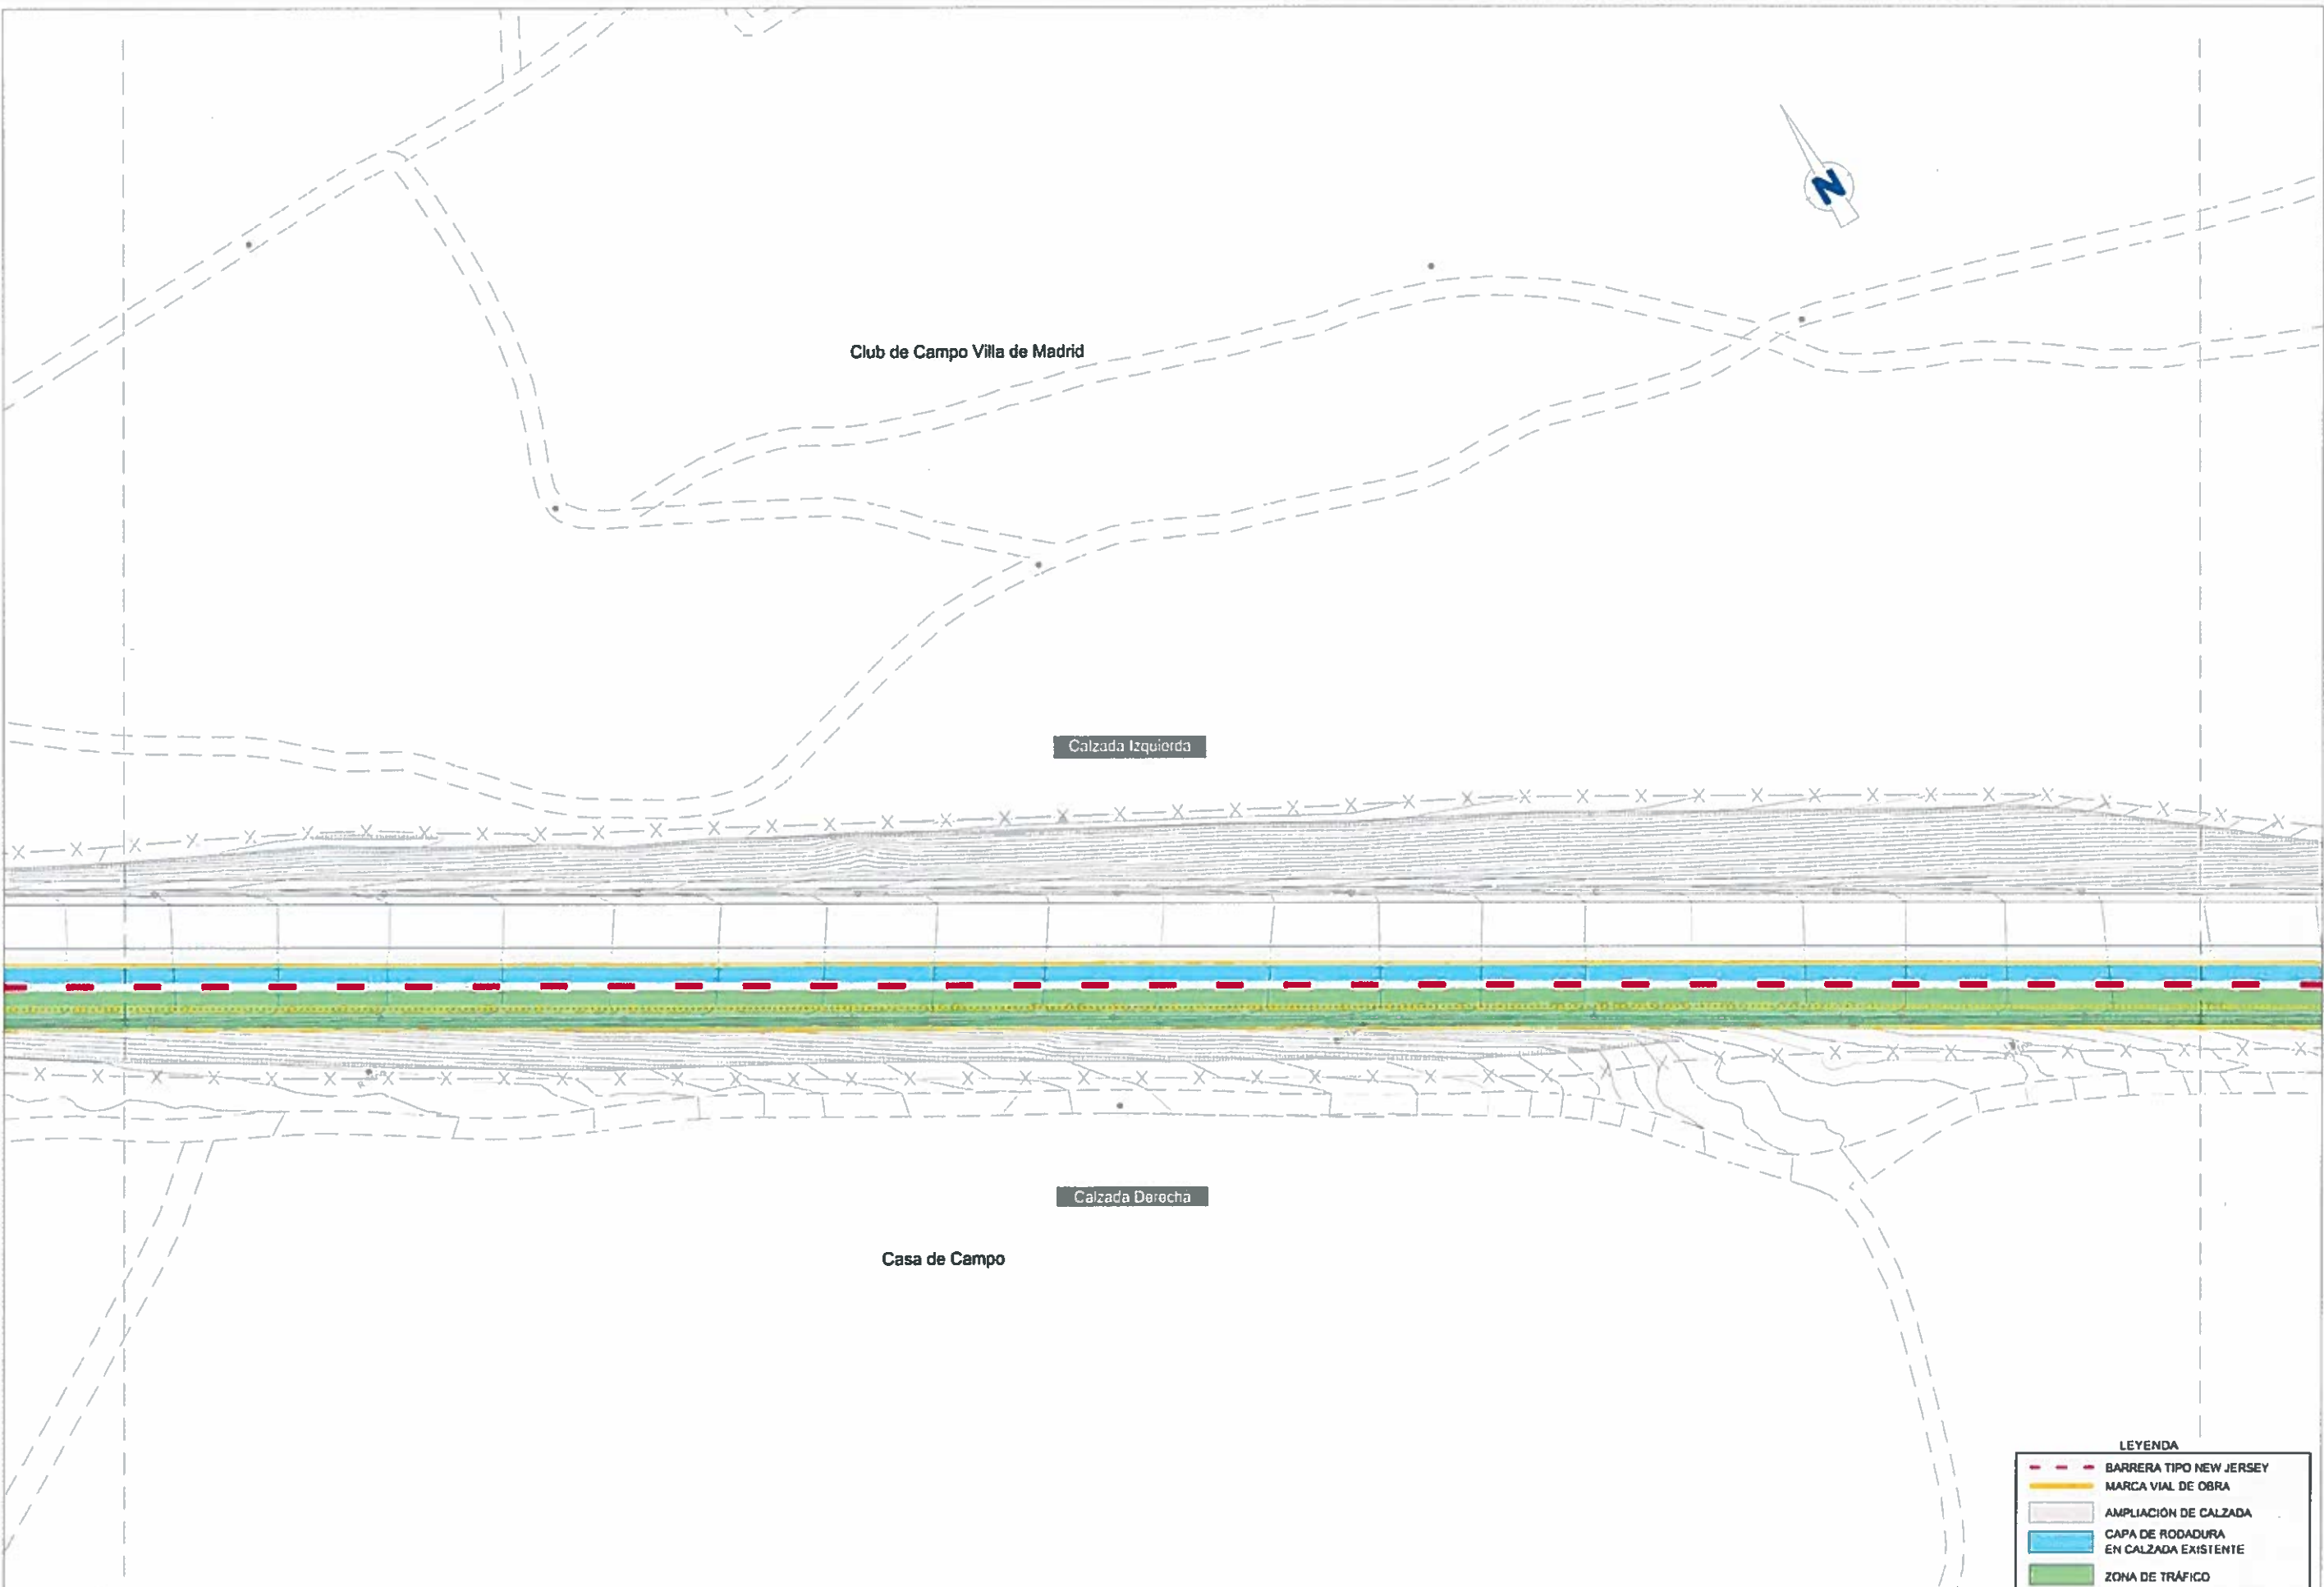 N
Club de Campo Villa de Madrid
Calzada Izquierda
Calzada Derecha
Casa de Campo
LEYENDA
BARRERA TIPO NEW JERSEY
MARCA VIAL DE OBRA
AMPLIACIÓN DE CALZADA
CAPA DE RODADURA
EN CALZADA EXISTENTE
ZONA DE TRÁFICO